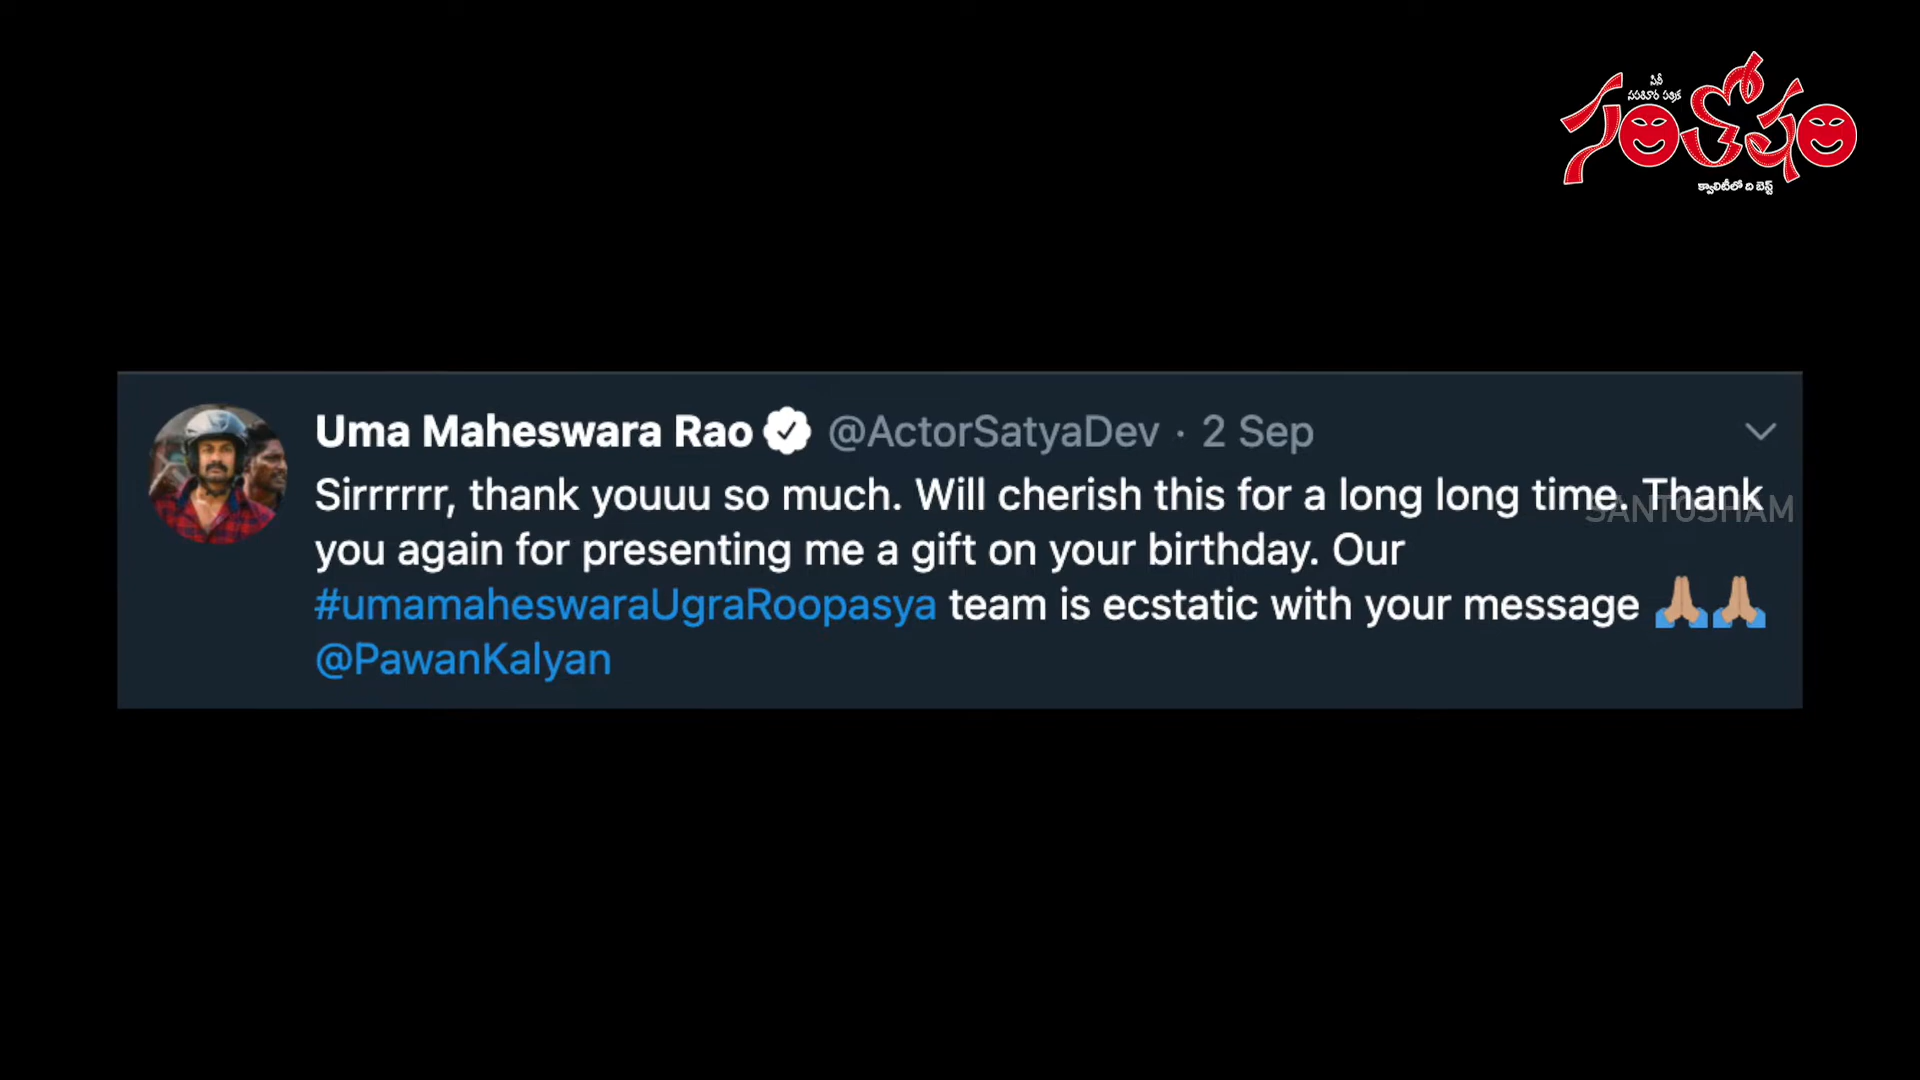 సినీ
సపరివార పత్రిక
సంతోషం
క్వాలిటీలో ది బెస్ట్
Uma Maheswara Rao @ActorSatyaDev · 2 Sep
Sirrrrrr, thank youuu so much. Will cherish this for a long long time. Thank
SANTOSHAM
you again for presenting me a gift on your birthday. Our
#umamaheswaraUgraRoopasya team is ecstatic with your message 🙏🏽🙏🏽
@PawanKalyan